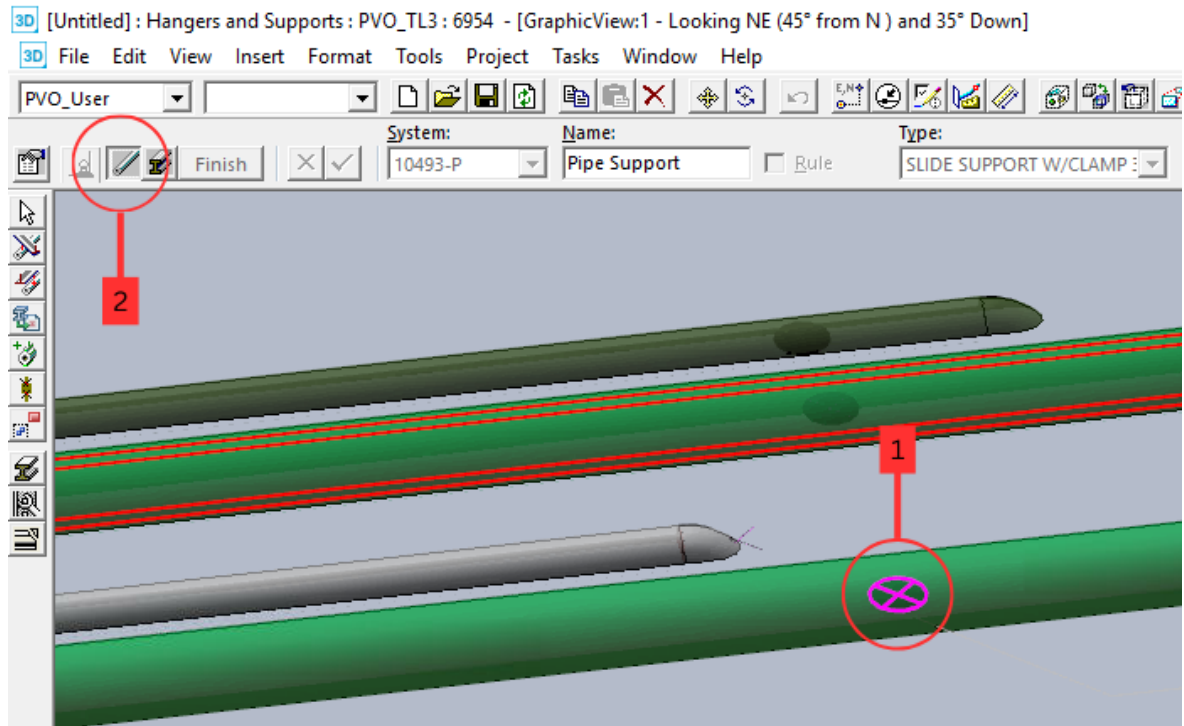 3D [Untitled] : Hangers and Supports : PVO_TL3 : 6954 - [GraphicView:1 - Looking NE (45° from N ) and 35° Down]
3D File Edit View Insert Format Tools Project Tasks Window Help
PVO_User
E,N
System: Name: Type:
Finish 10493-P Pipe Support Rule SLIDE SUPPORT W/CLAMP
2
1